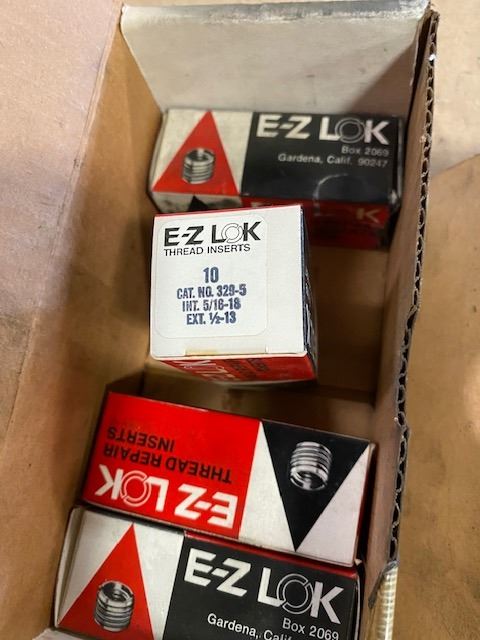 E-Z LOK
Box 2069
Gardena, Calif. 90247
E-Z LOK
THREAD INSERTS
10
CAT. NO. 329-5
INT. 5/16-18
EXT. ½-13
E-Z LOK
THREAD REPAIR
INSERTS
E-Z LOK
Box 2069
Gardena,